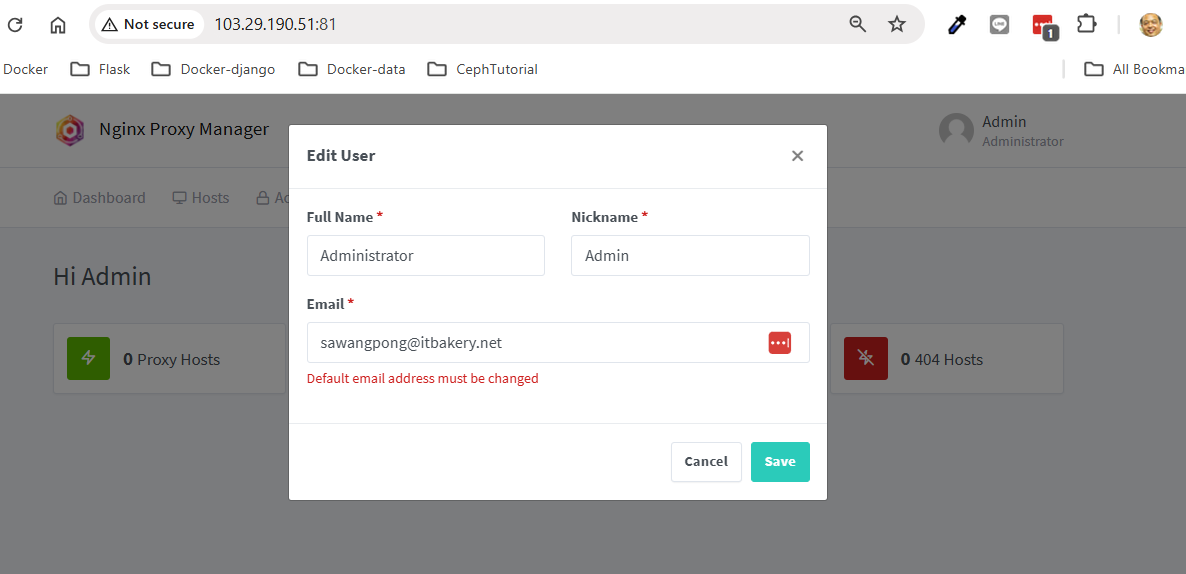 Not secure 103.29.190.51:81
1
Docker Flask Docker-django Docker-data CephTutorial All Bookma
Nginx Proxy Manager
Admin
Administrator
Edit User
Dashboard Hosts Ac
Full Name * Nickname *
Administrator Admin
Hi Admin
Email *
sawangpong@itbakery.net
0 Proxy Hosts
0 404 Hosts
Default email address must be changed
Cancel Save